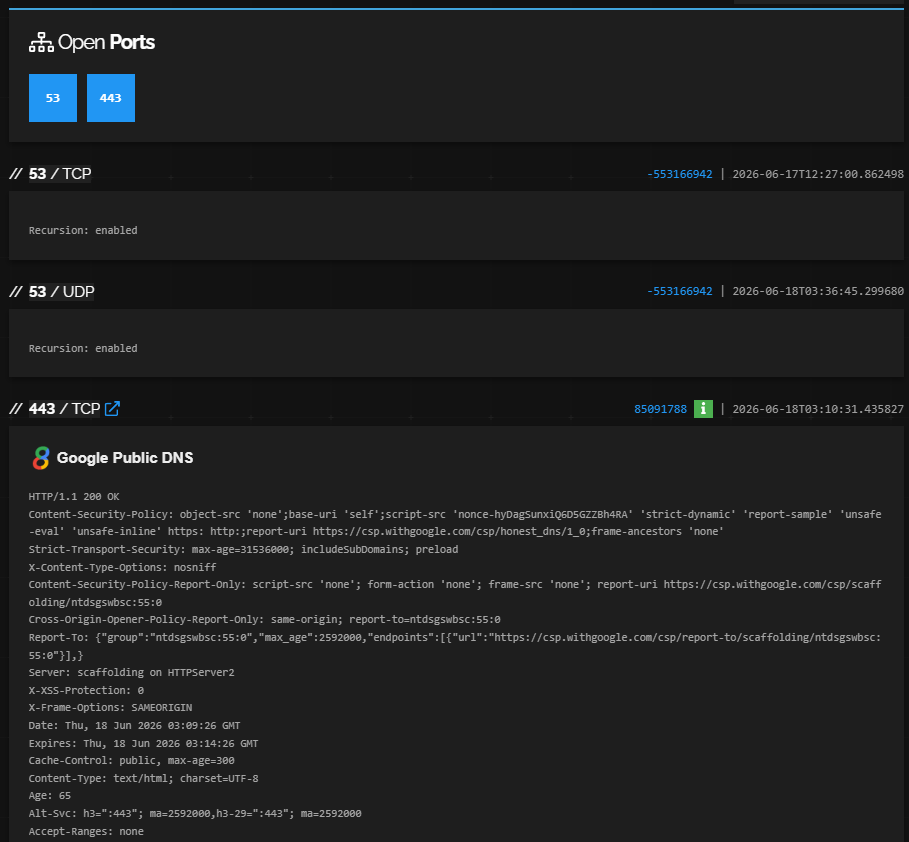 Open Ports
53 443
// 53 / TCP -553166942 | 2026-06-17T12:27:00.862498
Recursion: enabled
// 53 / UDP -553166942 | 2026-06-18T03:36:45.299680
Recursion: enabled
// 443 / TCP 85091788 i | 2026-06-18T03:10:31.435827
Google Public DNS
HTTP/1.1 200 OK
Content-Security-Policy: object-src 'none';base-uri 'self';script-src 'nonce-hyDagSunxiQ6D5GZZBh4RA' 'strict-dynamic' 'report-sample' 'unsafe
-eval' 'unsafe-inline' https: http:;report-uri https://csp.withgoogle.com/csp/honest_dns/1_0;frame-ancestors 'none'
Strict-Transport-Security: max-age=31536000; includeSubDomains; preload
X-Content-Type-Options: nosniff
Content-Security-Policy-Report-Only: script-src 'none'; form-action 'none'; frame-src 'none'; report-uri https://csp.withgoogle.com/csp/scaff
olding/ntdsgswbsc:55:0
Cross-Origin-Opener-Policy-Report-Only: same-origin; report-to=ntdsgswbsc:55:0
Report-To: {"group":"ntdsgswbsc:55:0","max_age":2592000,"endpoints":[{"url":"https://csp.withgoogle.com/csp/report-to/scaffolding/ntdsgswbsc:
55:0"}],}
Server: scaffolding on HTTPServer2
X-XSS-Protection: 0
X-Frame-Options: SAMEORIGIN
Date: Thu, 18 Jun 2026 03:09:26 GMT
Expires: Thu, 18 Jun 2026 03:14:26 GMT
Cache-Control: public, max-age=300
Content-Type: text/html; charset=UTF-8
Age: 65
Alt-Svc: h3=":443"; ma=2592000,h3-29=":443"; ma=2592000
Accept-Ranges: none